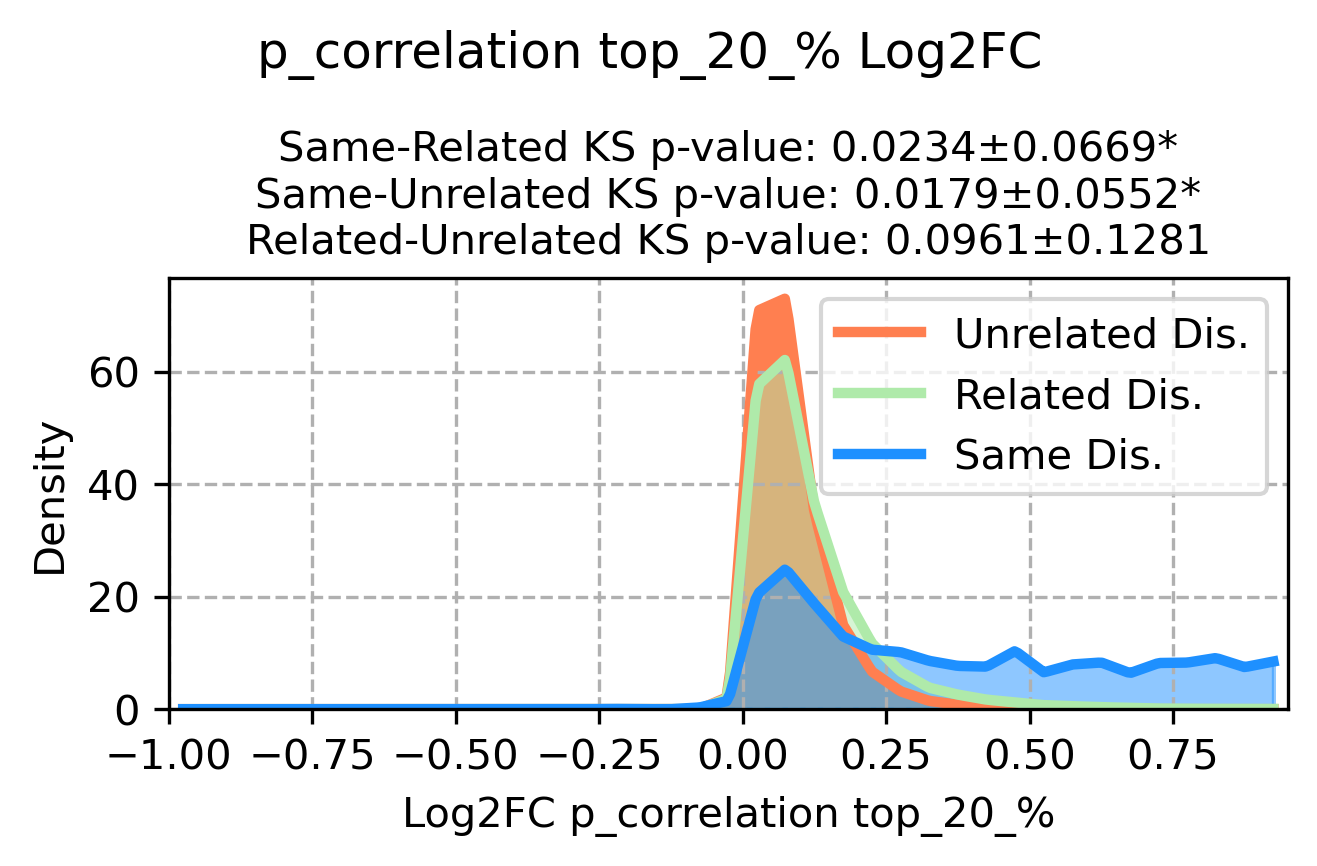 p_correlation top_20_% Log2FC
Same-Related KS p-value: 0.0234±0.0669*
Same-Unrelated KS p-value: 0.0179±0.0552*
Related-Unrelated KS p-value: 0.0961±0.1281
Unrelated Dis.
Related Dis.
Same Dis.
Density
60
40
20
0
−1.00 −0.75 −0.50 −0.25 0.00 0.25 0.50 0.75
Log2FC p_correlation top_20_%